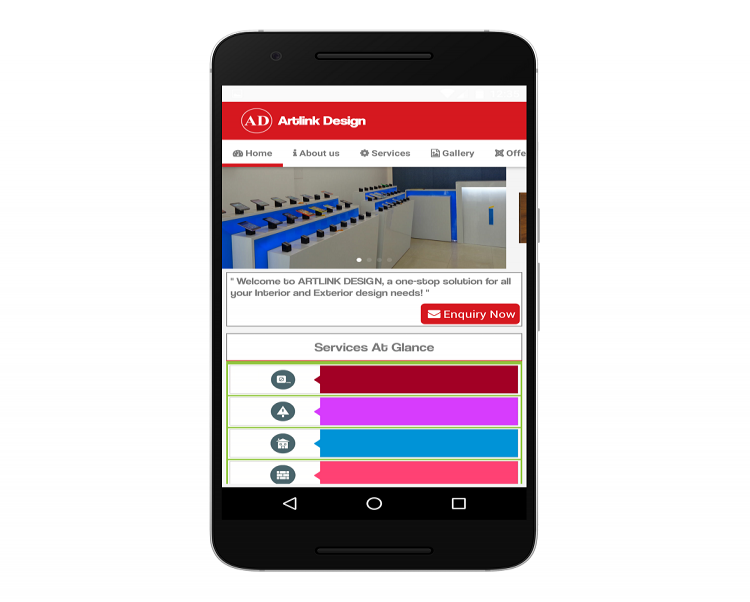 AD Artlink Design
Home About us Services Gallery Offe
" Welcome to ARTLINK DESIGN, a one-stop solution for all
your Interior and Exterior design needs! "
Enquiry Now
Services At Glance